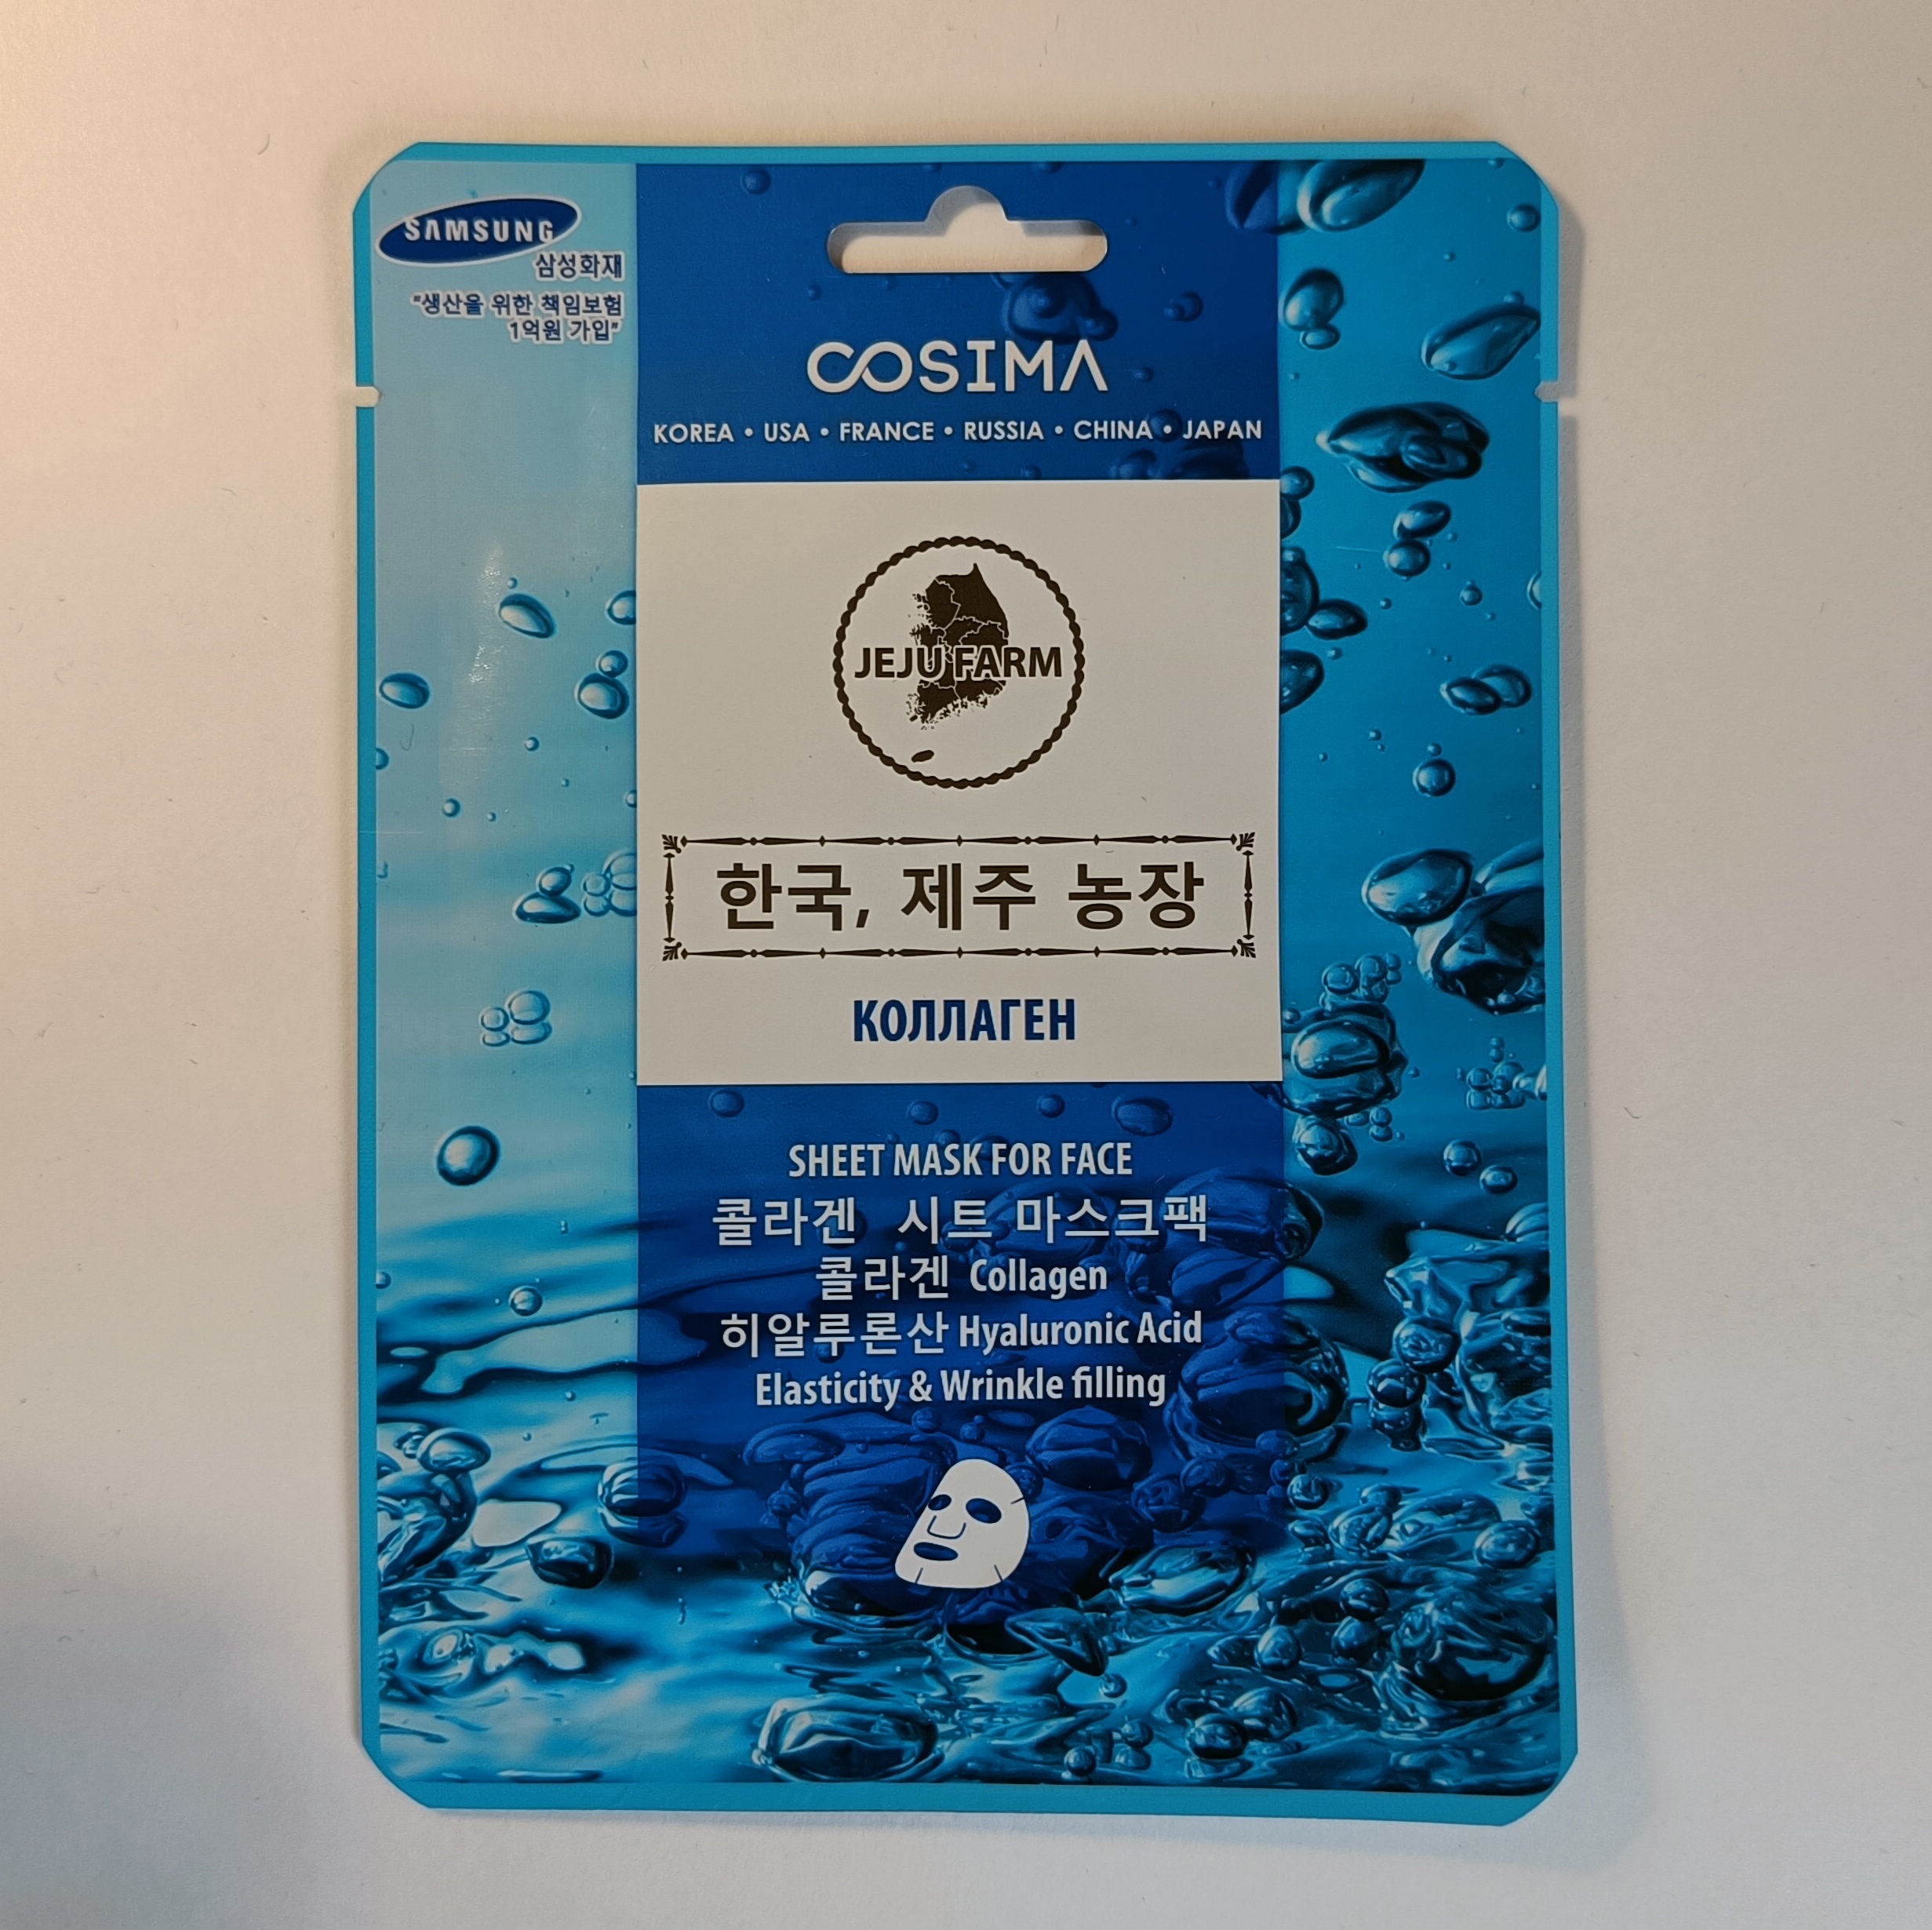 SAMSUNG
삼성화재
"생산을 위한 책임보험
1억원 가입"
COSIMA
KOREA • USA • FRANCE • RUSSIA • CHINA • JAPAN
JEJU FARM
한국, 제주 농장
КОЛЛАГЕН
SHEET MASK FOR FACE
콜라겐 시트 마스크팩
콜라겐 Collagen
히알루론산 Hyaluronic Acid
Elasticity & Wrinkle filling